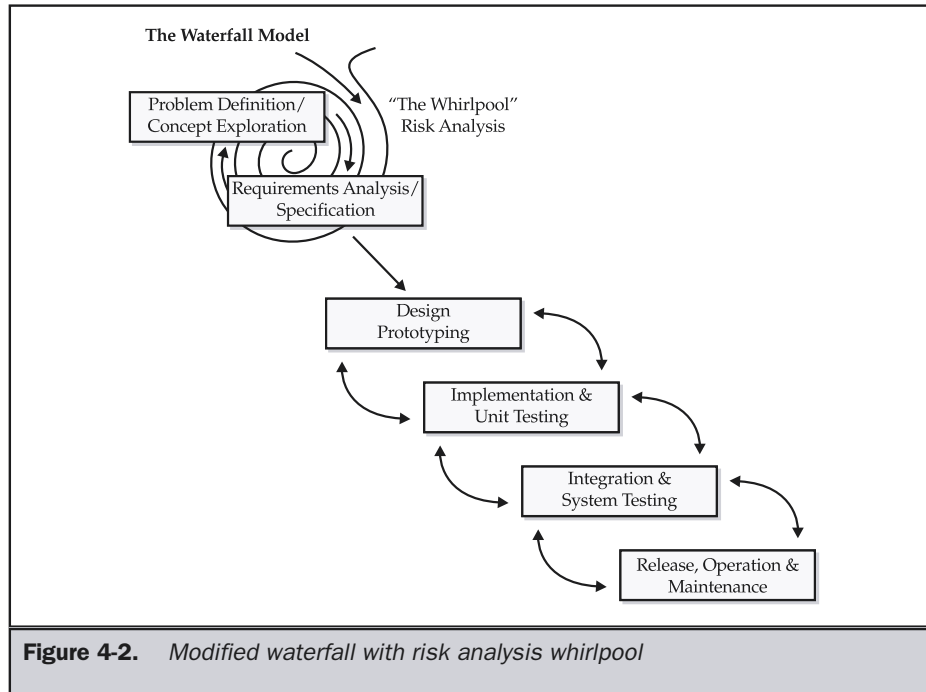 The Waterfall Model
Problem Definition/
Concept Exploration
“The Whirlpool”
Risk Analysis
Requirements Analysis/
Specification
Design
Prototyping
Implementation &
Unit Testing
Integration &
System Testing
Release, Operation &
Maintenance
Figure 4-2. Modified waterfall with risk analysis whirlpool